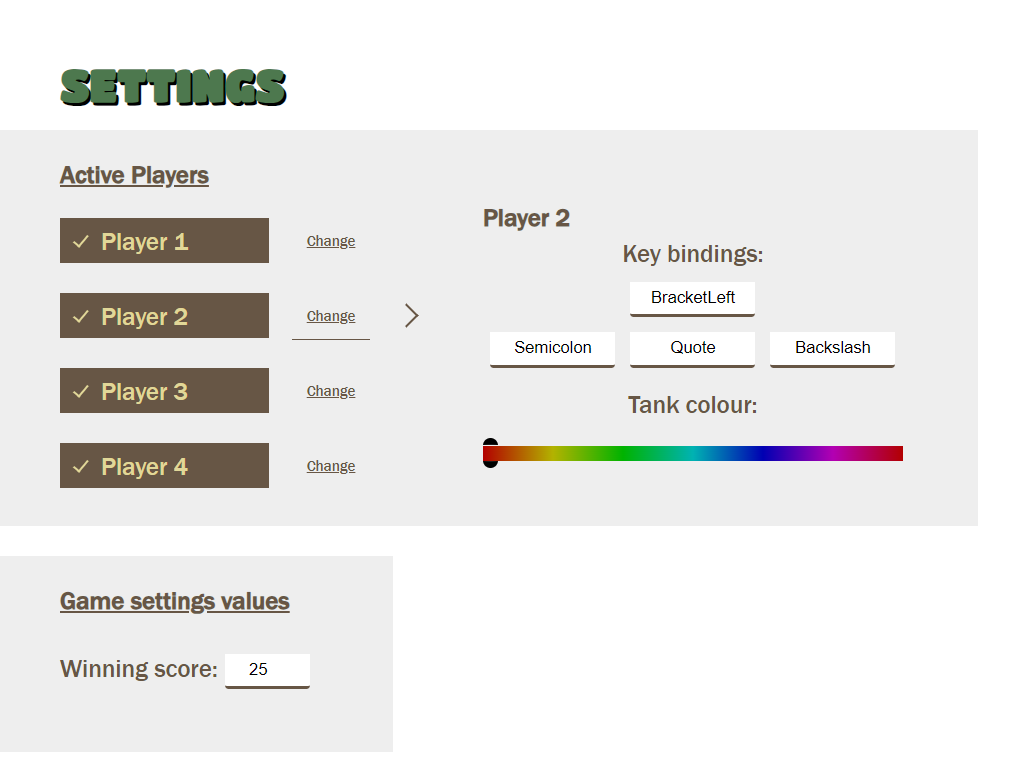 SETTINGS
Active Players
Player 1 Change
Player 2 Change
Player 3 Change
Player 4 Change
Player 2
Key bindings:
BracketLeft
Semicolon Quote Backslash
Tank colour:
Game settings values
Winning score: 25